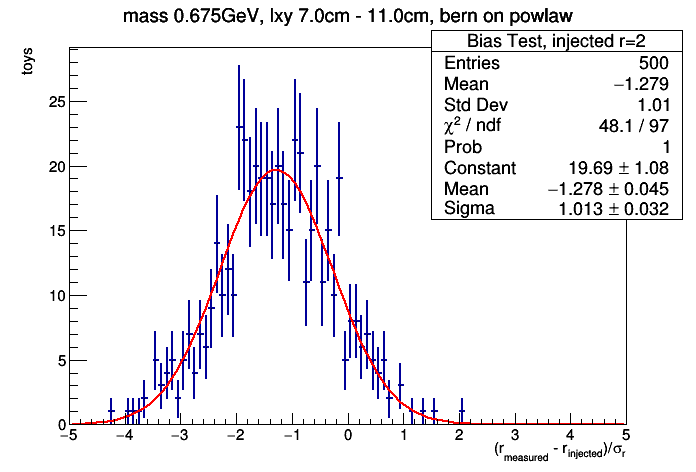 mass 0.675GeV, lxy 7.0cm - 11.0cm, bern on powlaw
toys
Bias Test, injected r=2
Entries 500
Mean −1.279
Std Dev 1.01
χ² / ndf 48.1 / 97
Prob 1
Constant 19.69 ± 1.08
Mean −1.278 ± 0.045
Sigma 1.013 ± 0.032
25
20
15
10
5
0
−5 −4 −3 −2 −1 0 1 2 3 4 5
(r_measured - r_injected)/σ_r